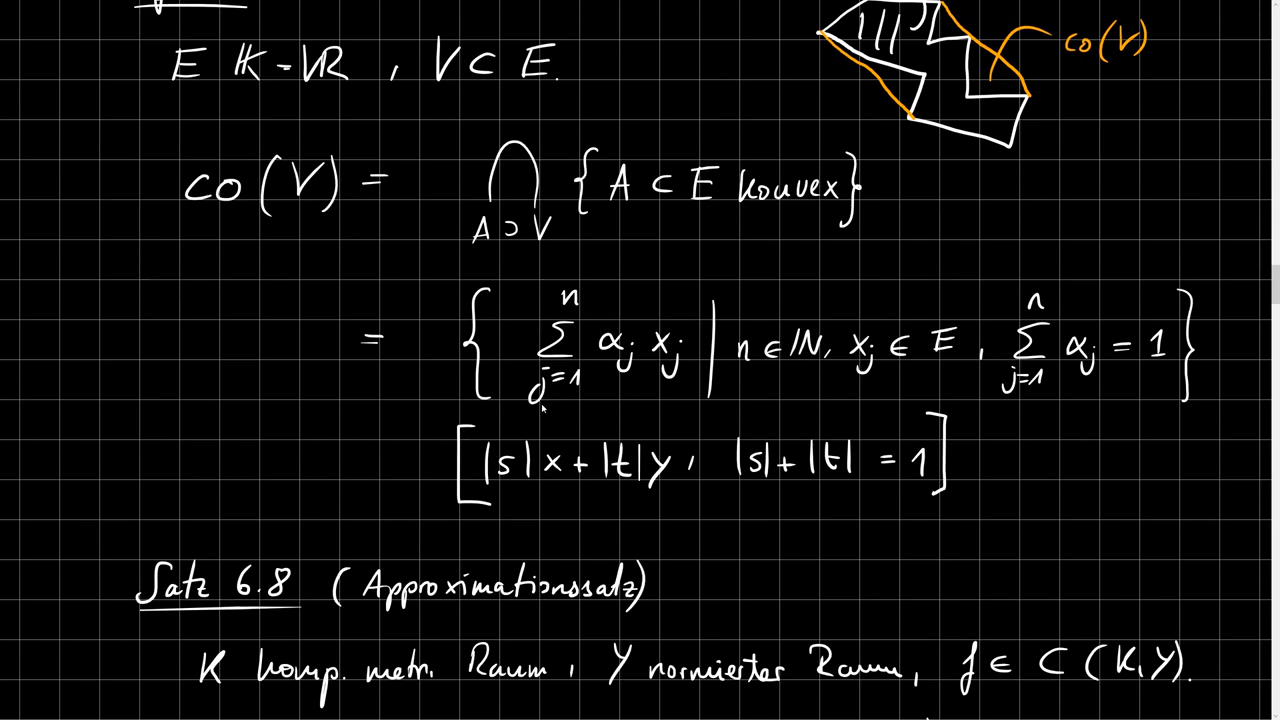 E 𝕂-VR , V ⊂ E.
co(V)
co(V) = ⋂_{A ⊃ V} { A ⊂ E konvex }
= { ∑_{j=1}^{n} α_j x_j | n ∈ ℕ, x_j ∈ E , ∑_{j=1}^{n} α_j = 1 }
[ |s| x + |t| y , |s| + |t| = 1 ]
Satz 6.8 (Approximationssatz)
K komp. metr. Raum , Y normierter Raum , f ∈ C(K,Y).